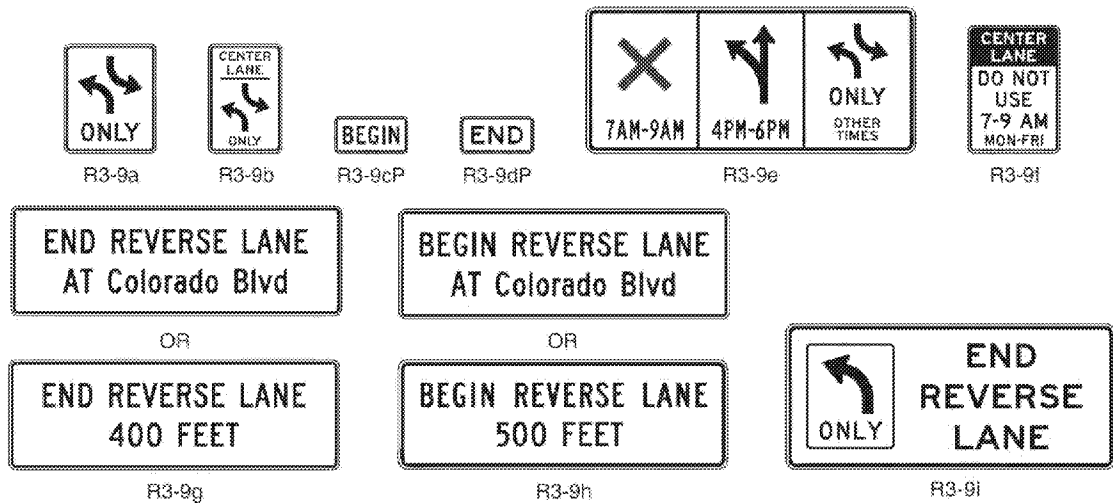 ONLY
R3-9a
CENTER
LANE
ONLY
R3-9b
BEGIN
R3-9cP
END
R3-9dP
7AM-9AM
4PM-6PM
ONLY
OTHER
TIMES
R3-9e
CENTER
LANE
DO NOT
USE
7-9 AM
MON-FRI
R3-9f
END REVERSE LANE
AT Colorado Blvd
OR
END REVERSE LANE
400 FEET
R3-9g
BEGIN REVERSE LANE
AT Colorado Blvd
OR
BEGIN REVERSE LANE
500 FEET
R3-9h
ONLY
END
REVERSE
LANE
R3-9i